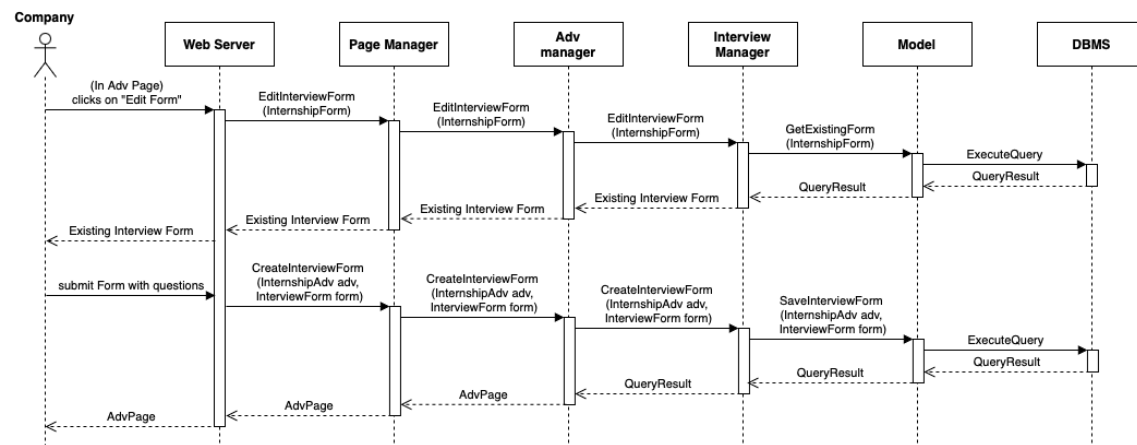 Company
Web Server
Page Manager
Adv
manager
Interview
Manager
Model
DBMS
(In Adv Page)
clicks on "Edit Form"
EditInterviewForm
(InternshipForm)
EditInterviewForm
(InternshipForm)
EditInterviewForm
(InternshipForm)
GetExistingForm
(InternshipForm)
ExecuteQuery
QueryResult
QueryResult
Existing Interview Form
Existing Interview Form
Existing Interview Form
Existing Interview Form
submit Form with questions
CreateInterviewForm
(InternshipAdv adv,
InterviewForm form)
CreateInterviewForm
(InternshipAdv adv,
InterviewForm form)
CreateInterviewForm
(InternshipAdv adv,
InterviewForm form)
SaveInterviewForm
(InternshipAdv adv,
InterviewForm form)
ExecuteQuery
QueryResult
QueryResult
QueryResult
AdvPage
AdvPage
AdvPage